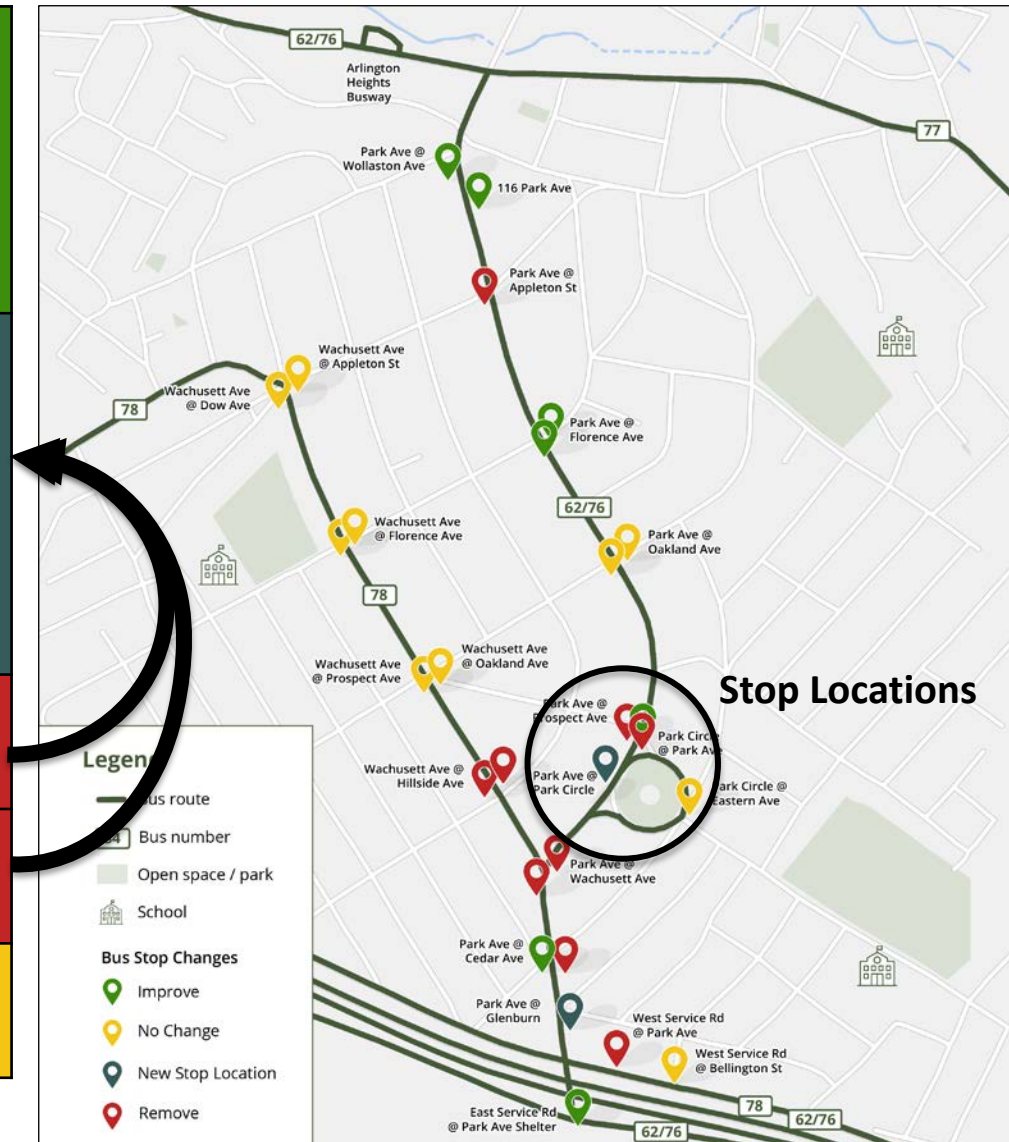 62/76
Arlington
Heights
Busway
77
Park Ave @
Wollaston Ave
116 Park Ave
Park Ave @
Appleton St
Wachusett Ave
@ Appleton St
Wachusett Ave
@ Dow Ave
78
Park Ave @
Florence Ave
62/76
Wachusett Ave
@ Florence Ave
Park Ave @
Oakland Ave
78
Wachusett Ave
@ Oakland Ave
Wachusett Ave
@ Prospect Ave
Stop Locations
Park Ave @
Prospect Ave
Park Circle
@ Park Ave
Wachusett Ave @
Hillside Ave
Park Ave @
Park Circle
Park Circle @
Eastern Ave
Park Ave @
Wachusett Ave
Park Ave @
Cedar Ave
Park Ave @
Glenburn
West Service Rd
@ Park Ave
West Service Rd
@ Bellington St
East Service Rd
@ Park Ave Shelter
78
62/76
62/76
Legend
Bus route
Bus number
Open space / park
School
Bus Stop Changes
Improve
No Change
New Stop Location
Remove